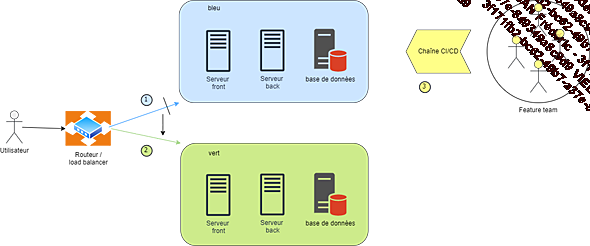 bleu
Serveur
front
Serveur
back
base de données
1
Utilisateur
Routeur /
load balancer
2
vert
Serveur
front
Serveur
back
base de données
Chaîne CI/CD
3
Feature team